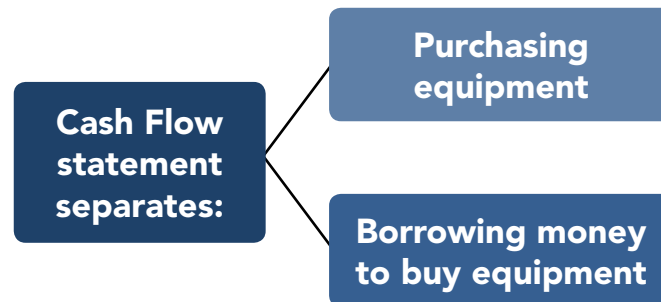 Cash Flow
statement
separates:
Purchasing
equipment
Borrowing money
to buy equipment